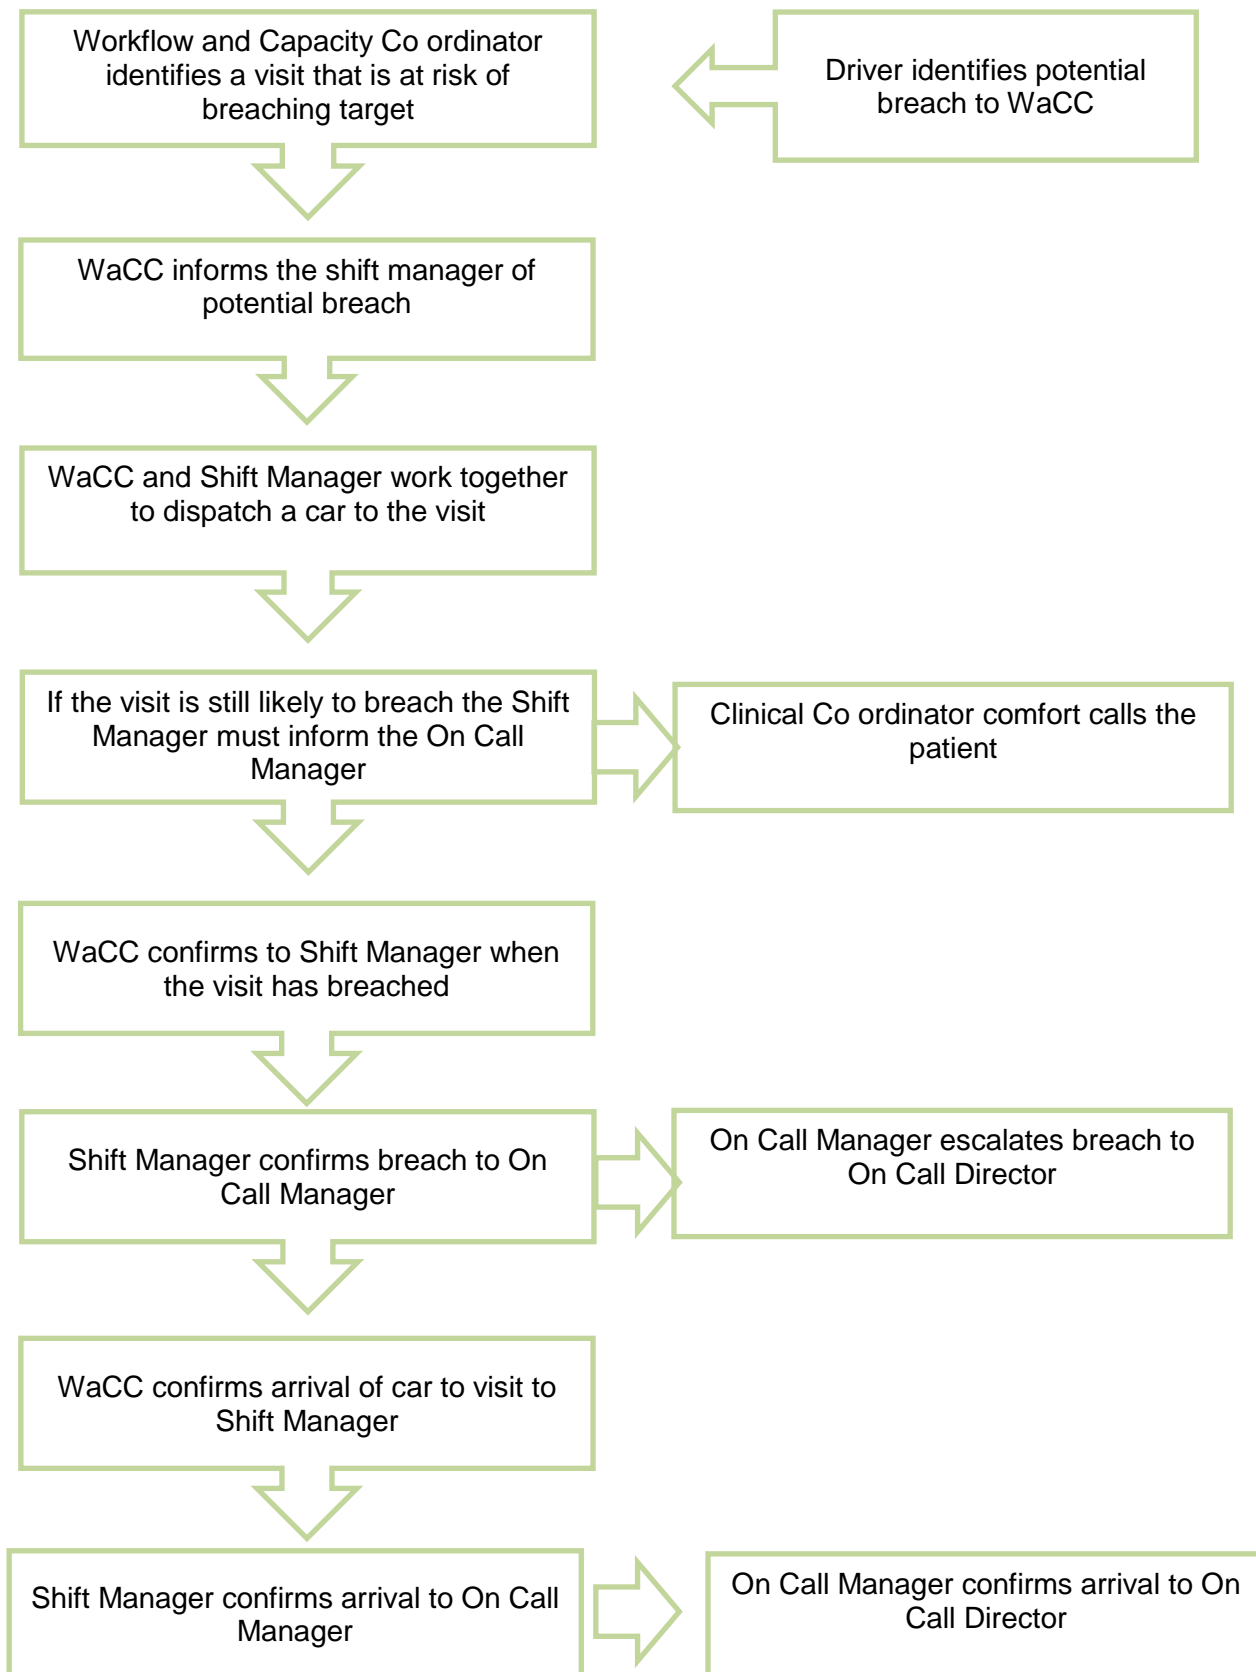 Workflow and Capacity Co ordinator
identifies a visit that is at risk of
breaching target
Driver identifies potential
breach to WaCC
WaCC informs the shift manager of
potential breach
WaCC and Shift Manager work together
to dispatch a car to the visit
If the visit is still likely to breach the Shift
Manager must inform the On Call
Manager
Clinical Co ordinator comfort calls the
patient
WaCC confirms to Shift Manager when
the visit has breached
Shift Manager confirms breach to On
Call Manager
On Call Manager escalates breach to
On Call Director
WaCC confirms arrival of car to visit to
Shift Manager
Shift Manager confirms arrival to On Call
Manager
On Call Manager confirms arrival to On
Call Director